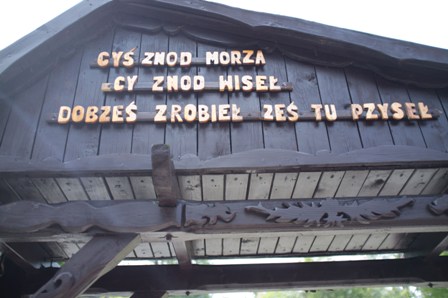 CYŚ ZNOD MORZA
CY ZNOD WISEŁ
DOBZEŚ ZROBIEŁ ZEŚ TU PZYSEŁ